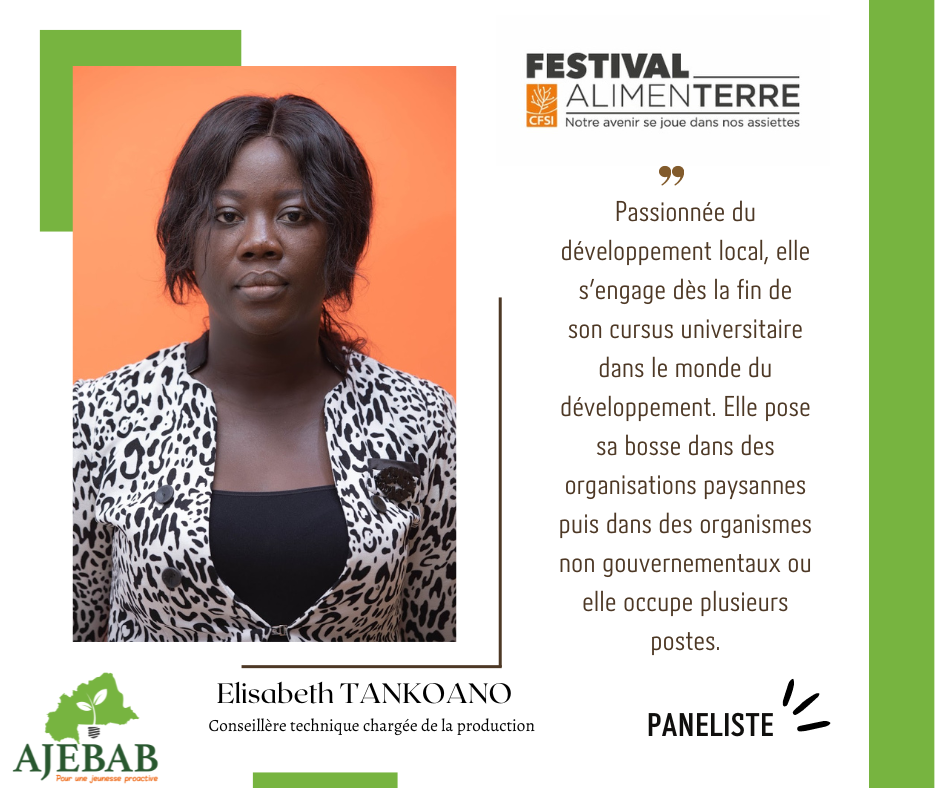 FESTIVAL
ALIMENTERRE
CFSI
Notre avenir se joue dans nos assiettes
Passionnée du
développement local, elle
s'engage dès la fin de
son cursus universitaire
dans le monde du
développement. Elle pose
sa bosse dans des
organisations paysannes
puis dans des organismes
non gouvernementaux ou
elle occupe plusieurs
postes.
Elisabeth TANKOANO
Conseillère technique chargée de la production
PANELISTE
AJEBAB
Pour une jeunesse proactive